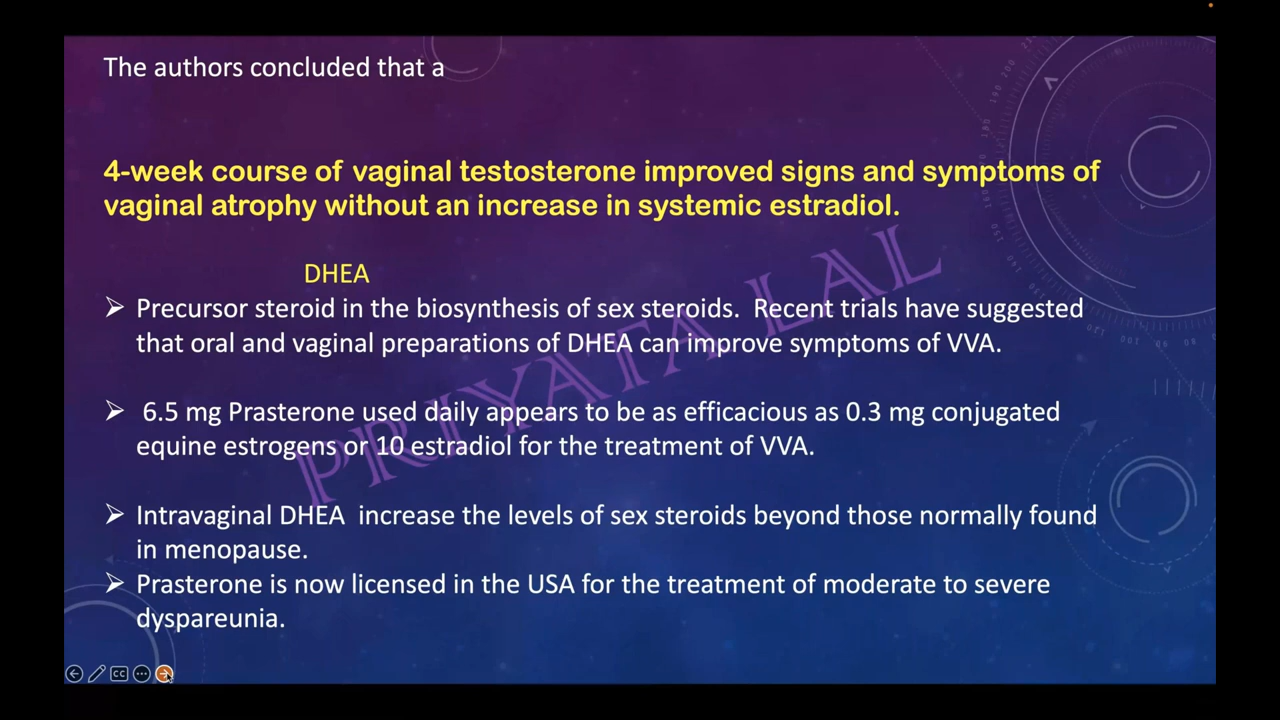 The authors concluded that a
4-week course of vaginal testosterone improved signs and symptoms of
vaginal atrophy without an increase in systemic estradiol.
DHEA
➢ Precursor steroid in the biosynthesis of sex steroids. Recent trials have suggested
that oral and vaginal preparations of DHEA can improve symptoms of VVA.
➢ 6.5 mg Prasterone used daily appears to be as efficacious as 0.3 mg conjugated
equine estrogens or 10 estradiol for the treatment of VVA.
➢ Intravaginal DHEA increase the levels of sex steroids beyond those normally found
in menopause.
➢ Prasterone is now licensed in the USA for the treatment of moderate to severe
dyspareunia.
PRIYATA LAL
CC